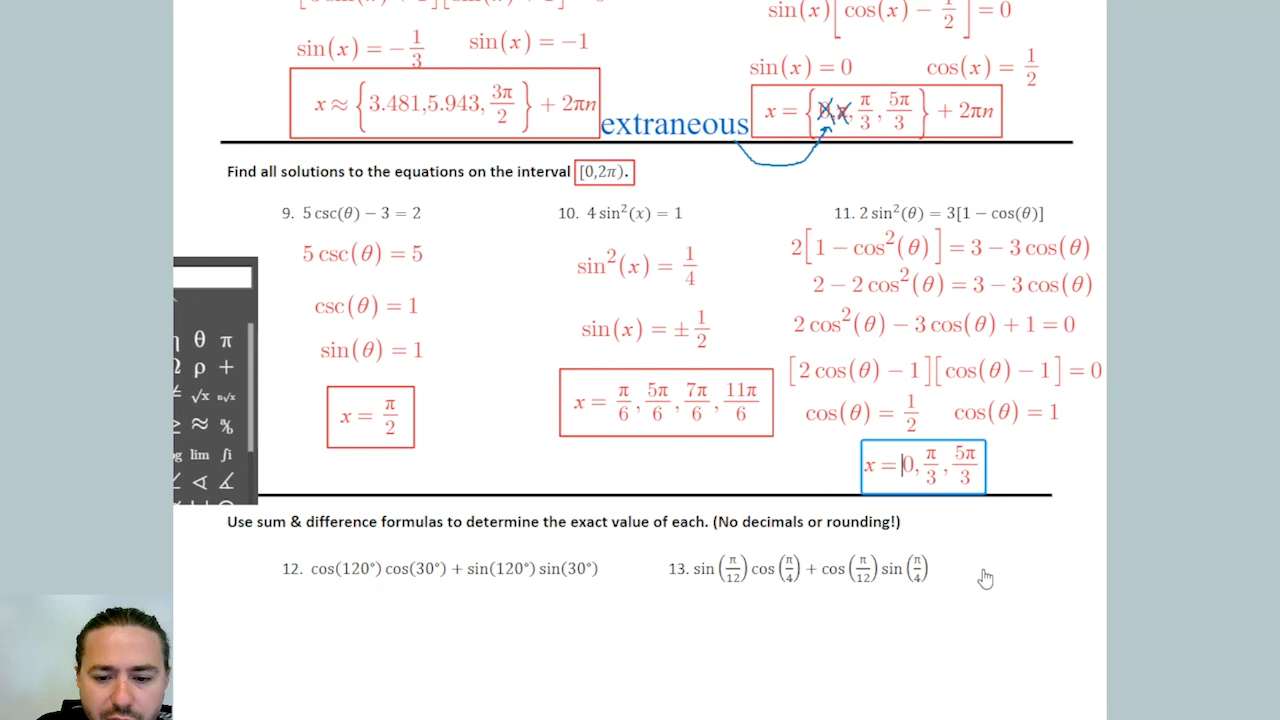 sin(x)[cos(x) − 1/2] = 0
sin(x) = −1/3 sin(x) = −1
sin(x) = 0 cos(x) = 1/2
x ≈ {3.481,5.943, 3π/2} + 2πn
extraneous
x = {0,π, π/3, 5π/3} + 2πn
Find all solutions to the equations on the interval [0,2π).
9. 5 csc(θ) − 3 = 2
5 csc(θ) = 5
csc(θ) = 1
sin(θ) = 1
x = π/2
10. 4 sin²(x) = 1
sin²(x) = 1/4
sin(x) = ± 1/2
x = π/6, 5π/6, 7π/6, 11π/6
11. 2 sin²(θ) = 3[1 − cos(θ)]
2[1 − cos²(θ)] = 3 − 3 cos(θ)
2 − 2 cos²(θ) = 3 − 3 cos(θ)
2 cos²(θ) − 3 cos(θ) + 1 = 0
[2 cos(θ) − 1][cos(θ) − 1] = 0
cos(θ) = 1/2 cos(θ) = 1
x = 0, π/3, 5π/3
θ π
ρ +
√x n√x
≈ a/b
lim ∫i
∠ ∢ ∡
Use sum & difference formulas to determine the exact value of each. (No decimals or rounding!)
12. cos(120°) cos(30°) + sin(120°) sin(30°)
13. sin(π/12) cos(π/4) + cos(π/12) sin(π/4)